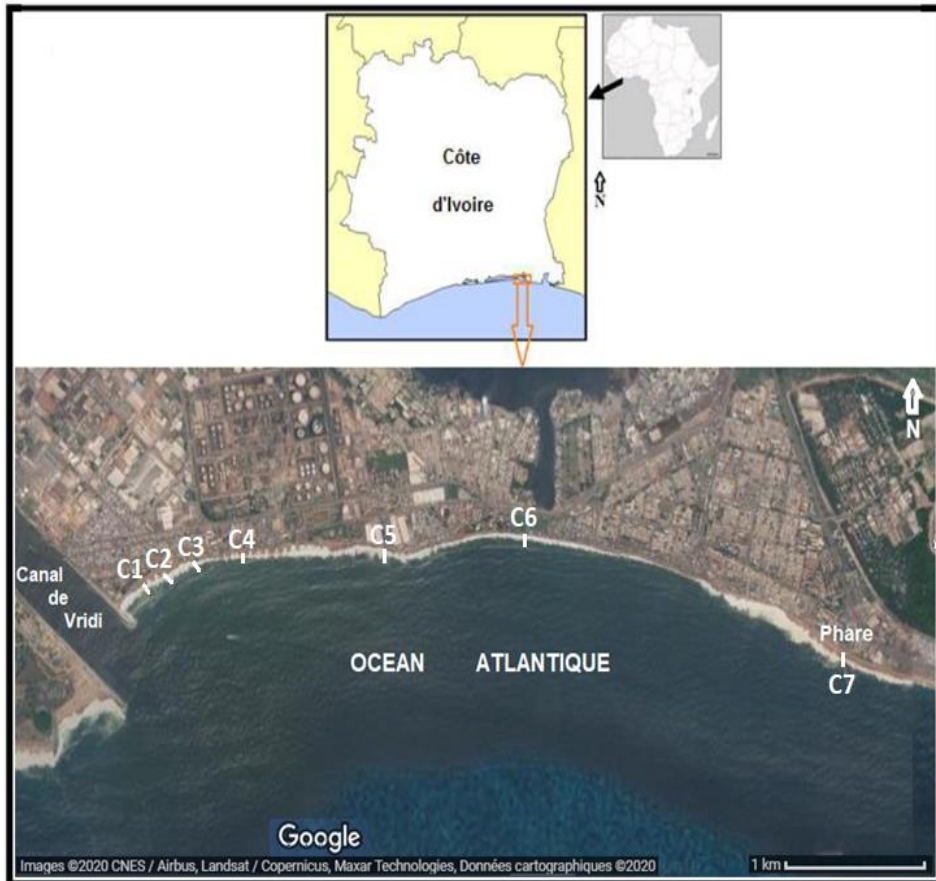 Côte
d'Ivoire
N
N
C1
C2
C3
C4
C5
C6
Canal
de
Vridi
Phare
C7
OCEAN ATLANTIQUE
Google
Images ©2020 CNES / Airbus, Landsat / Copernicus, Maxar Technologies, Données cartographiques ©2020
1 km